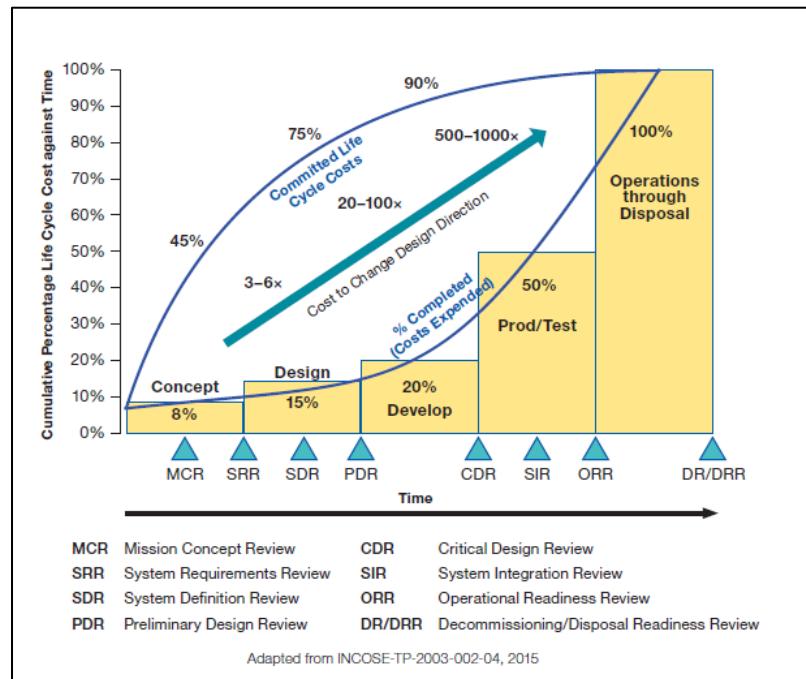 Cumulative Percentage Life Cycle Cost against Time
100%
90%
80%
70%
60%
50%
40%
30%
20%
10%
0%
45%
75%
90%
Committed Life
Cycle Costs
500–1000×
20–100×
3–6×
Cost to Change Design Direction
% Completed
(Costs Expended)
Concept
8%
Design
15%
20%
Develop
50%
Prod/Test
100%
Operations
through
Disposal
MCR SRR SDR PDR CDR SIR ORR DR/DRR
Time
MCR Mission Concept Review
SRR System Requirements Review
SDR System Definition Review
PDR Preliminary Design Review
CDR Critical Design Review
SIR System Integration Review
ORR Operational Readiness Review
DR/DRR Decommissioning/Disposal Readiness Review
Adapted from INCOSE-TP-2003-002-04, 2015